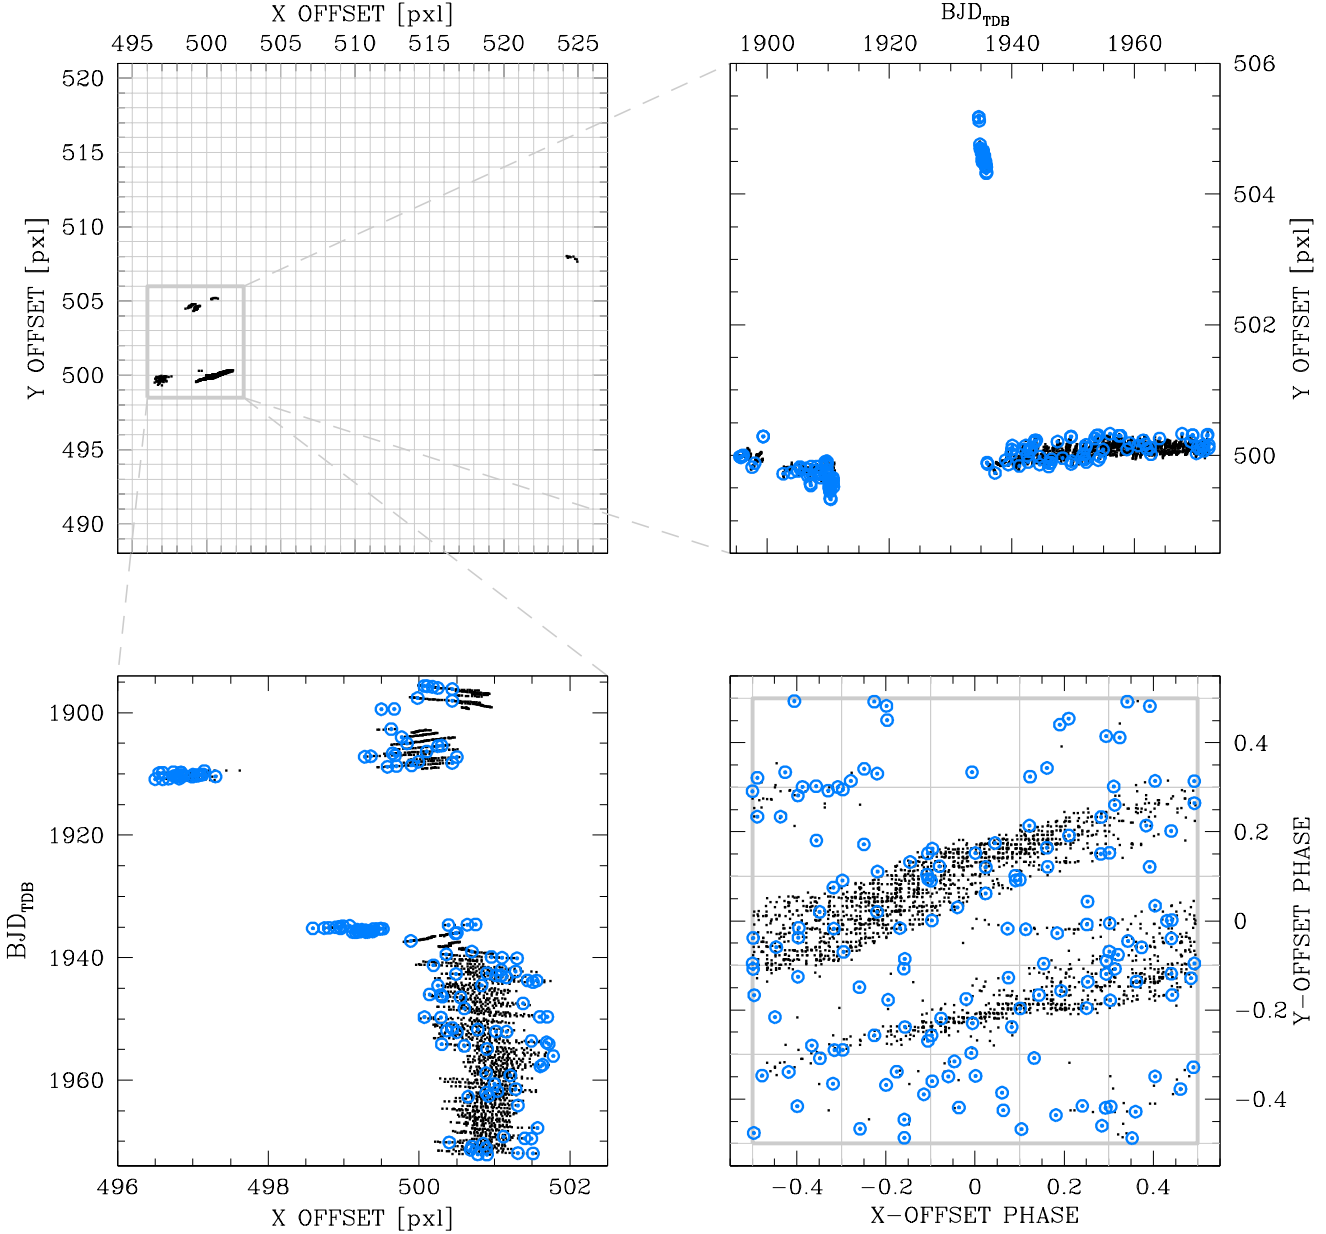 X OFFSET [pxl]
495 500 505 510 515 520 525
520
515
510
505
500
495
490
Y OFFSET [pxl]
BJD_TDB
1900 1920 1940 1960
506
504
502
500
Y OFFSET [pxl]
1900
1920
1940
1960
BJD_TDB
496 498 500 502
X OFFSET [pxl]
0.4
0.2
0
−0.2
−0.4
Y−OFFSET PHASE
−0.4 −0.2 0 0.2 0.4
X−OFFSET PHASE